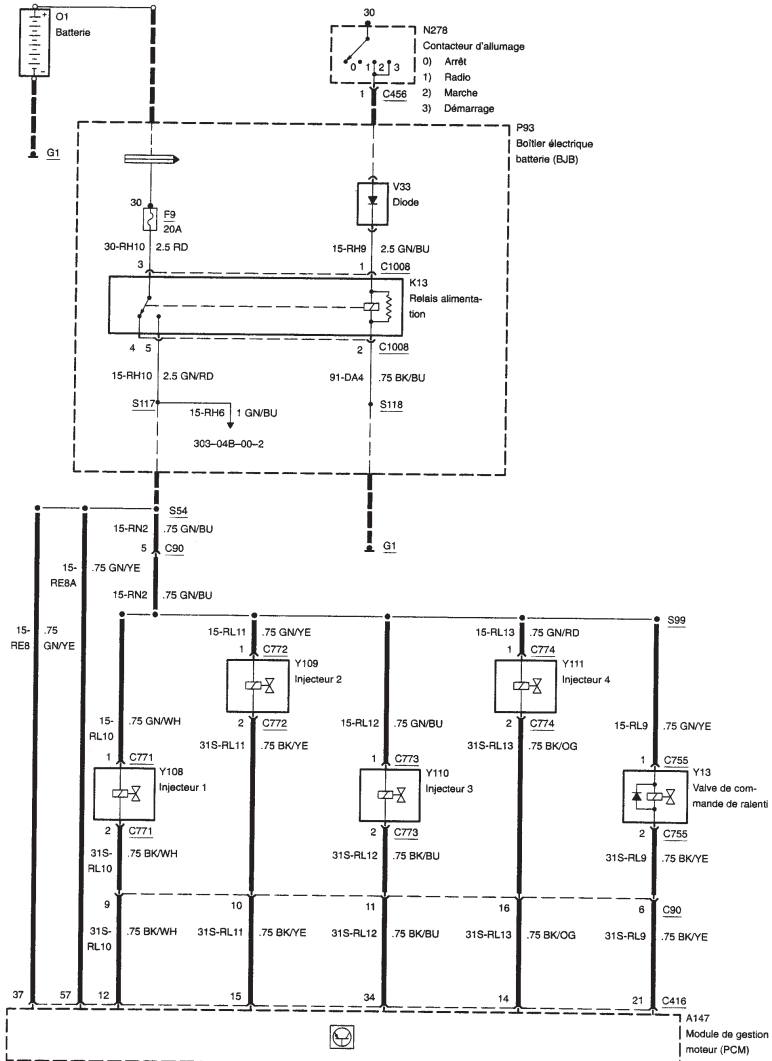 30
O1
Batterie
+
-
G1
N278
Contacteur d'allumage
0) Arrêt
1) Radio
2) Marche
3) Démarrage
0 1 2 3
1 C456
P93
Boîtier électrique
batterie (BJB)
30
F9
20A
V33
Diode
30-RH10 2.5 RD
15-RH9 2.5 GN/BU
3
1 C1008
K13
Relais alimenta-
tion
4 5
2 C1008
15-RH10 2.5 GN/RD
91-DA4 .75 BK/BU
S117
15-RH6 1 GN/BU
S118
303–04B–00–2
S54
15-RN2 .75 GN/BU
5 C90
G1
15-
RE8A
.75 GN/YE
15-RN2 .75 GN/BU
S99
15-
RE8
.75
GN/YE
15-RL11 .75 GN/YE
15-RL13 .75 GN/RD
1 C772
1 C774
Y109
Injecteur 2
Y111
Injecteur 4
2 C772
2 C774
15-
RL10
.75 GN/WH
15-RL12 .75 GN/BU
15-RL9 .75 GN/YE
31S-RL11 .75 BK/YE
31S-RL13 .75 BK/OG
1 C771
1 C773
1 C755
Y108
Injecteur 1
Y110
Injecteur 3
Y13
Valve de com-
mande de ralenti
2 C771
2 C773
2 C755
31S-
RL10
.75 BK/WH
31S-RL12 .75 BK/BU
31S-RL9 .75 BK/YE
9 10 11 16 6 C90
31S-
RL10
.75 BK/WH
31S-RL11 .75 BK/YE
31S-RL12 .75 BK/BU
31S-RL13 .75 BK/OG
31S-RL9 .75 BK/YE
37 57 12 15 34 14 21 C416
A147
Module de gestion
moteur (PCM)